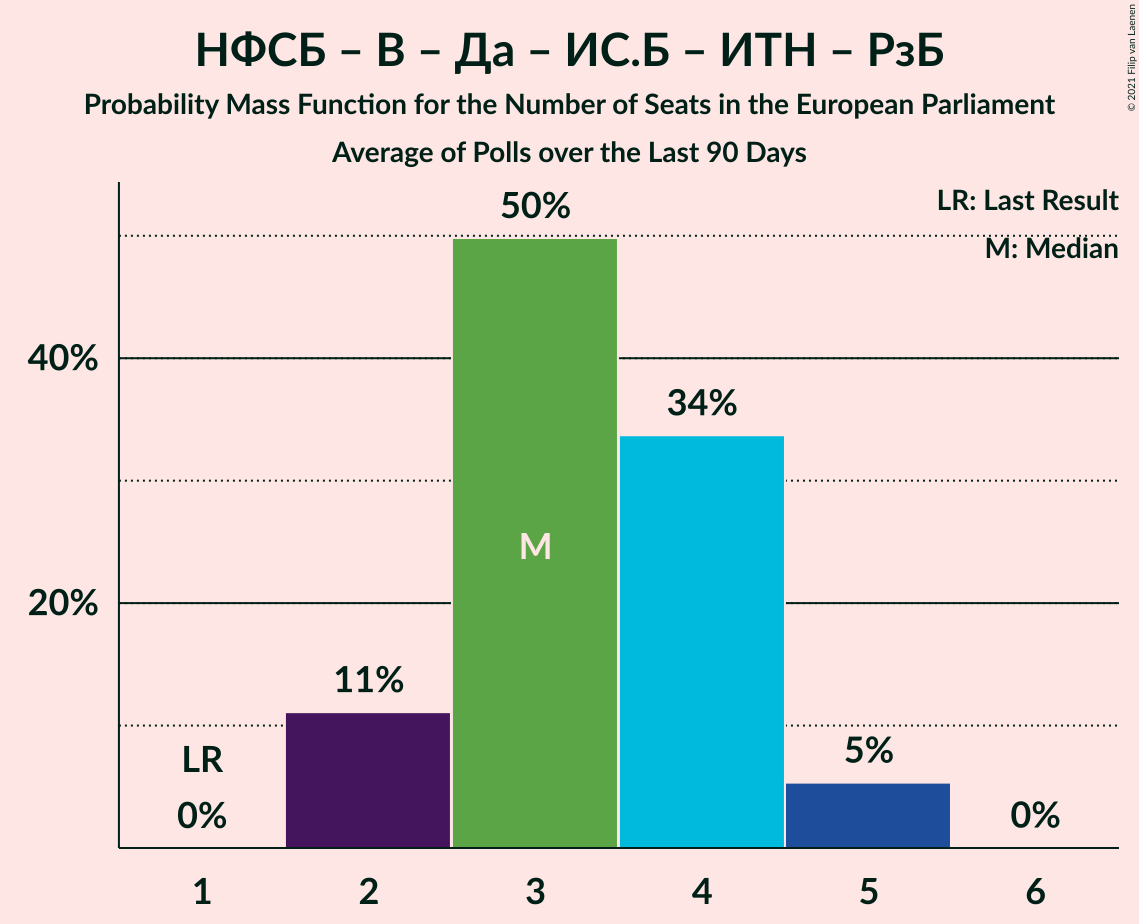 НФСБ – В – Да – ИС.Б – ИТН – РзБ
Probability Mass Function for the Number of Seats in the European Parliament
Average of Polls over the Last 90 Days
© 2021 Filip van Laenen
LR: Last Result
M: Median
50%
40%
34%
M
20%
11%
5%
LR
0%
0%
1 2 3 4 5 6